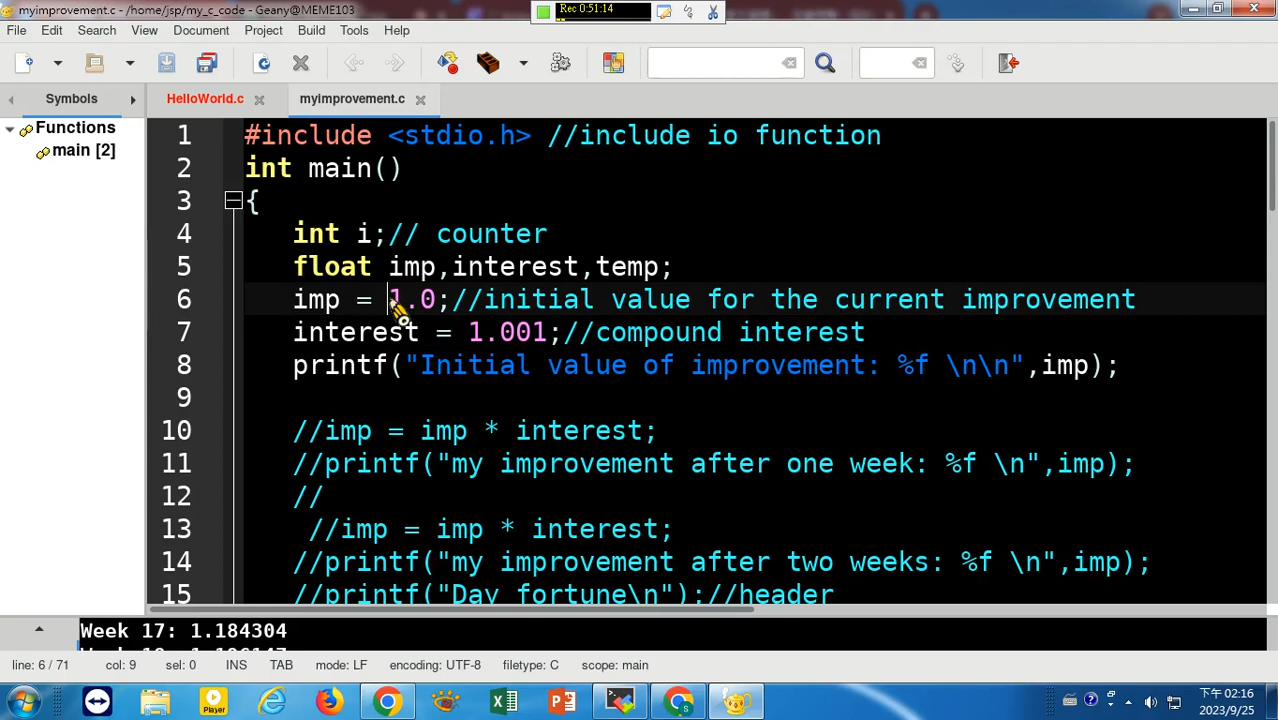 myimprovement.c - /home/jsp/my_c_code - Geany@MEME103
Rec 0:51:14
File Edit Search View Document Project Build Tools Help
Symbols
HelloWorld.c
myimprovement.c
Functions
main [2]
1 #include <stdio.h> //include io function
2 int main()
3 {
4 int i;// counter
5 float imp,interest,temp;
6 imp = 1.0;//initial value for the current improvement
7 interest = 1.001;//compound interest
8 printf("Initial value of improvement: %f \n\n",imp);
9
10 //imp = imp * interest;
11 //printf("my improvement after one week: %f \n",imp);
12 //
13 //imp = imp * interest;
14 //printf("my improvement after two weeks: %f \n",imp);
15 //printf("Day fortune\n");//header
Week 17: 1.184304
line: 6 / 71 col: 9 sel: 0 INS TAB mode: LF encoding: UTF-8 filetype: C scope: main
Player
下午 02:16
2023/9/25